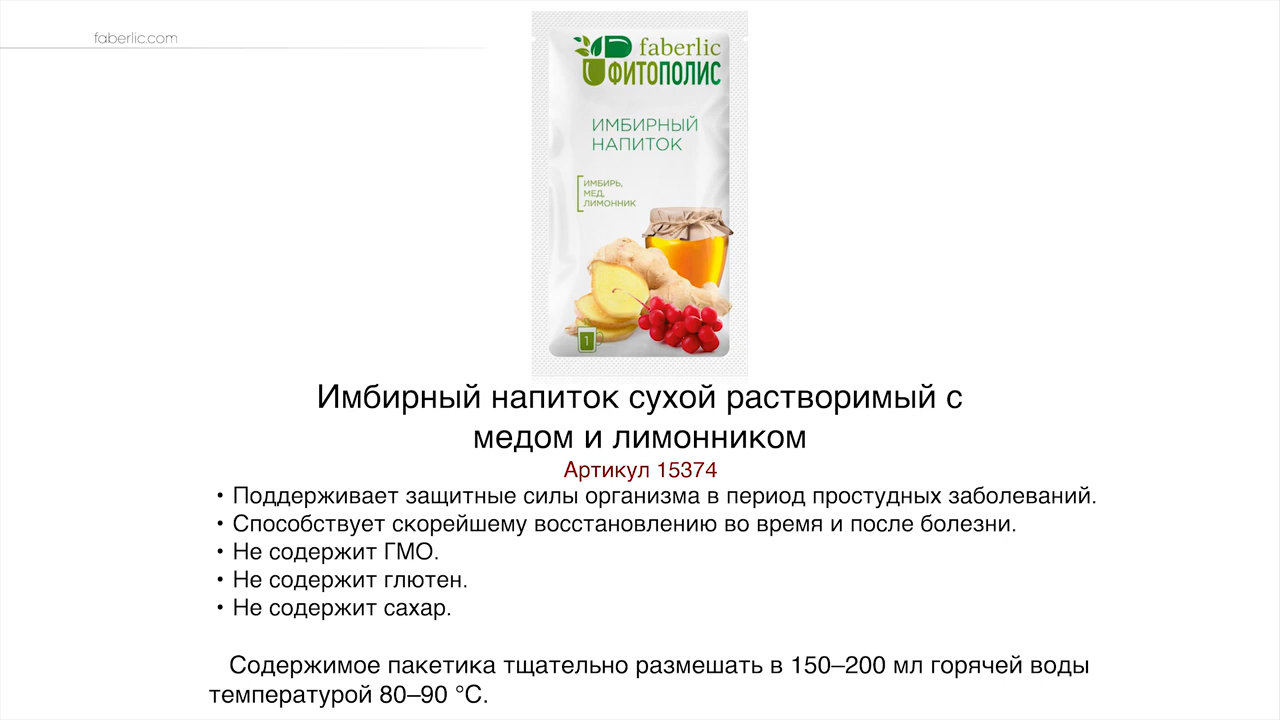 faberlic.com
faberlic
ФИТОПОЛИС
ИМБИРНЫЙ
НАПИТОК
ИМБИРЬ,
МЕД,
ЛИМОННИК
1
Имбирный напиток сухой растворимый с
медом и лимонником
Артикул 15374
• Поддерживает защитные силы организма в период простудных заболеваний.
• Способствует скорейшему восстановлению во время и после болезни.
• Не содержит ГМО.
• Не содержит глютен.
• Не содержит сахар.
Содержимое пакетика тщательно размешать в 150–200 мл горячей воды
температурой 80–90 °С.